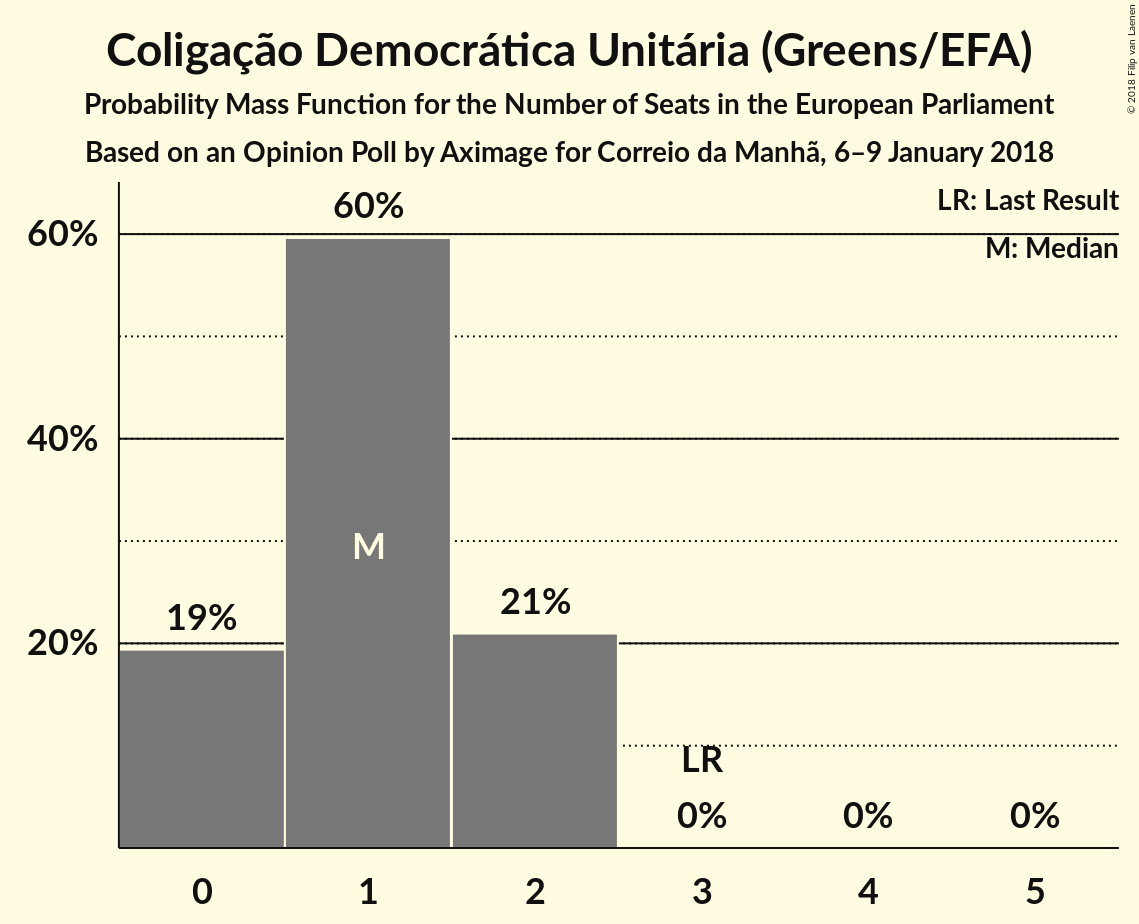 Coligação Democrática Unitária (Greens/EFA)
Probability Mass Function for the Number of Seats in the European Parliament
Based on an Opinion Poll by Aximage for Correio da Manhã, 6–9 January 2018
© 2018 Filip van Laenen
LR: Last Result
M: Median
60%
40%
20%
19%
60%
M
21%
LR
0%
0%
0%
0
1
2
3
4
5